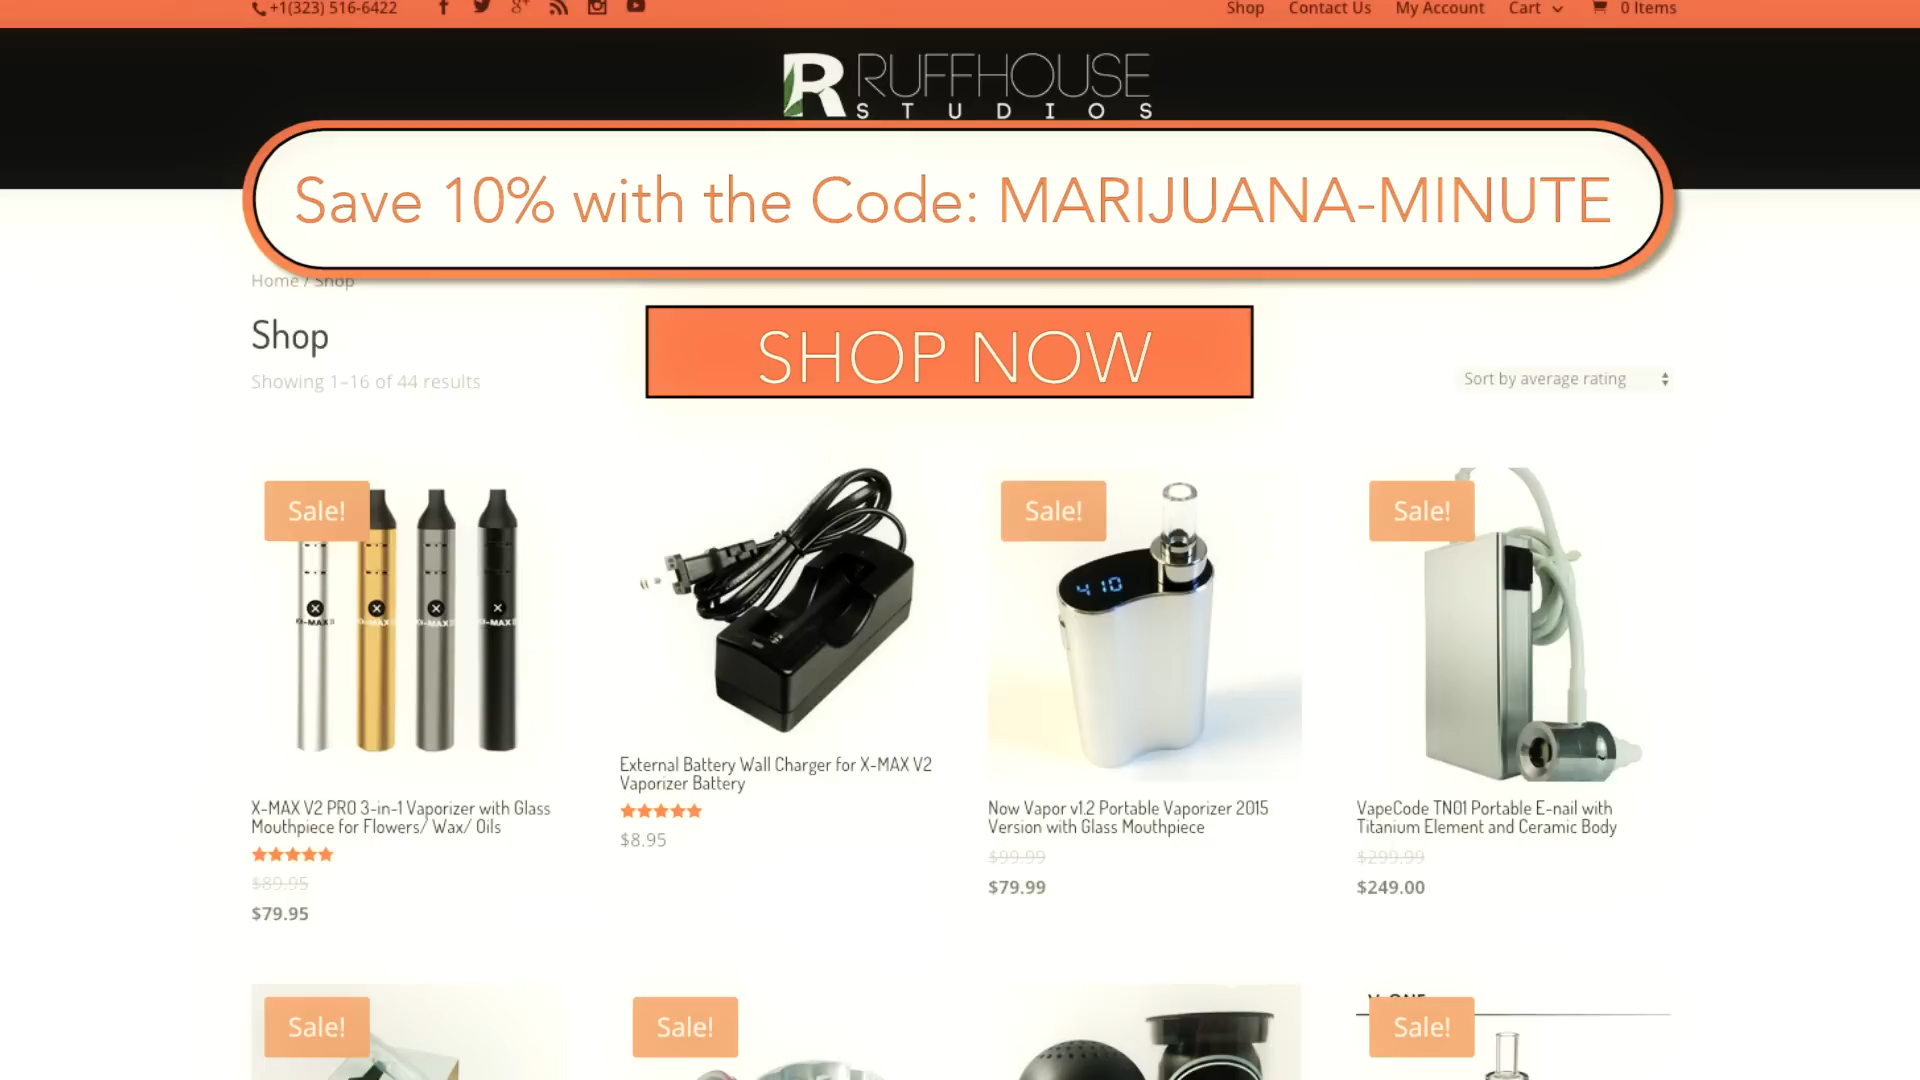 +1(323) 516-6422
Shop Contact Us My Account Cart 0 Items
RUFFHOUSE
STUDIOS
Save 10% with the Code: MARIJUANA-MINUTE
Home / Shop
SHOP NOW
Shop
Showing 1–16 of 44 results
Sort by average rating
Sale!
Sale!
Sale!
410
X-MAX V2 PRO 3-in-1 Vaporizer with Glass
Mouthpiece for Flowers/ Wax/ Oils
$89.95
$79.95
External Battery Wall Charger for X-MAX V2
Vaporizer Battery
$8.95
Now Vapor v1.2 Portable Vaporizer 2015
Version with Glass Mouthpiece
$99.99
$79.99
VapeCode TN01 Portable E-nail with
Titanium Element and Ceramic Body
$299.99
$249.00
Sale!
Sale!
Sale!